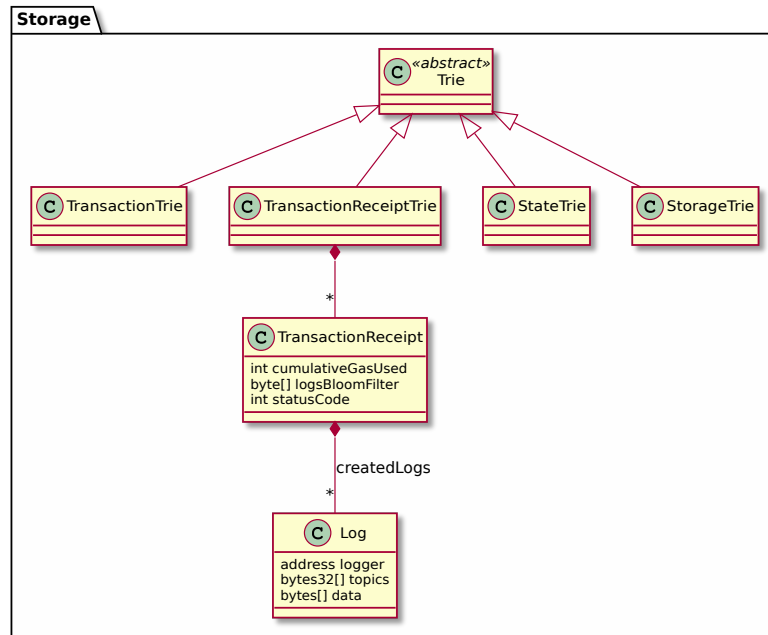 Storage
C
«abstract»
Trie
C TransactionTrie
C TransactionReceiptTrie
C StateTrie
C StorageTrie
*
C TransactionReceipt
int cumulativeGasUsed
byte[] logsBloomFilter
int statusCode
createdLogs
*
C Log
address logger
bytes32[] topics
bytes[] data